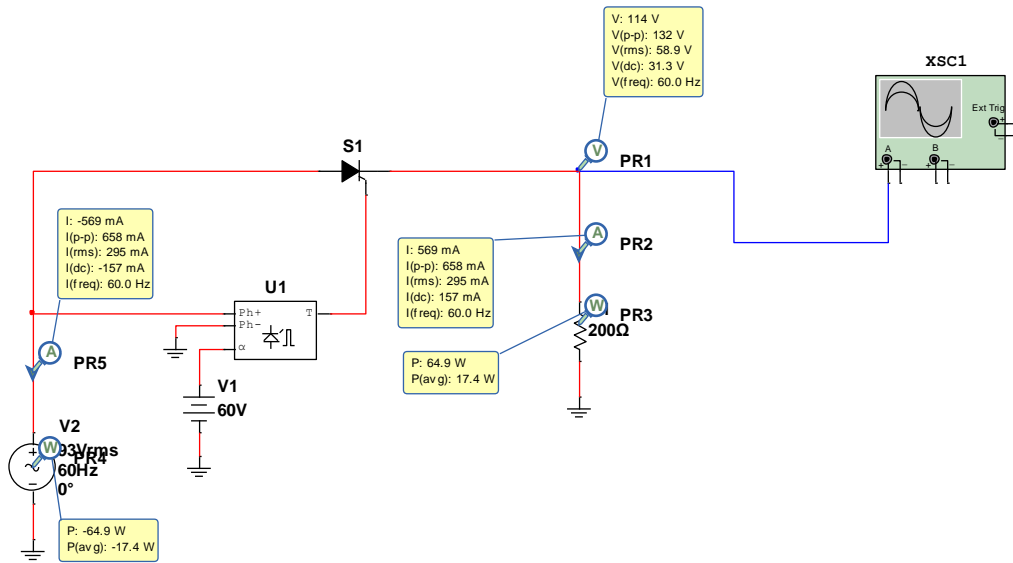 V: 114 V
V(p-p): 132 V
V(rms): 58.9 V
V(dc): 31.3 V
V(freq): 60.0 Hz
XSC1
Ext Trig
+
−
A
B
+
−
+
−
S1
V
PR1
I: -569 mA
I(p-p): 658 mA
I(rms): 295 mA
I(dc): -157 mA
I(freq): 60.0 Hz
A
PR2
I: 569 mA
I(p-p): 658 mA
I(rms): 295 mA
I(dc): 157 mA
I(freq): 60.0 Hz
U1
Ph+
T
Ph-
α
W
PR3
200Ω
A
PR5
P: 64.9 W
P(avg): 17.4 W
V1
60V
V2
93Vrms
W
PR4
60Hz
0°
+
−
P: -64.9 W
P(avg): -17.4 W